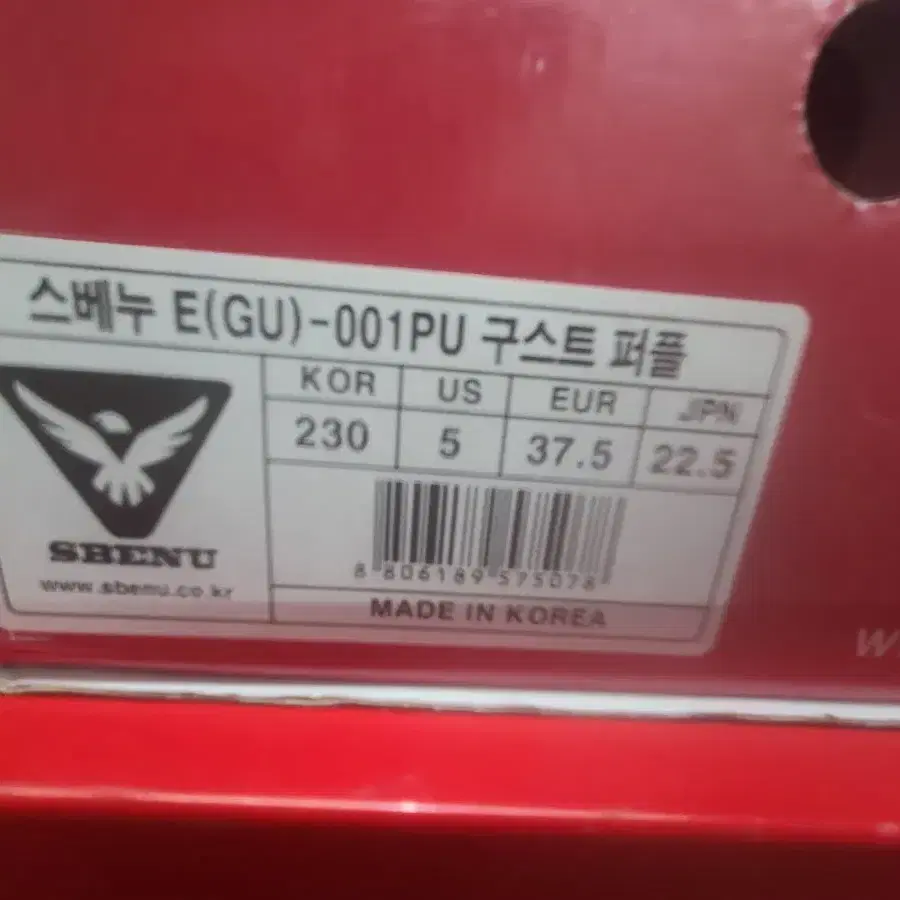 스베누 E(GU)-001PU 구스트 퍼플
KOR US EUR JPN
230 5 37.5 22.5
8 806189 575078
SBENU
www.sbenu.co.kr
MADE IN KOREA
W